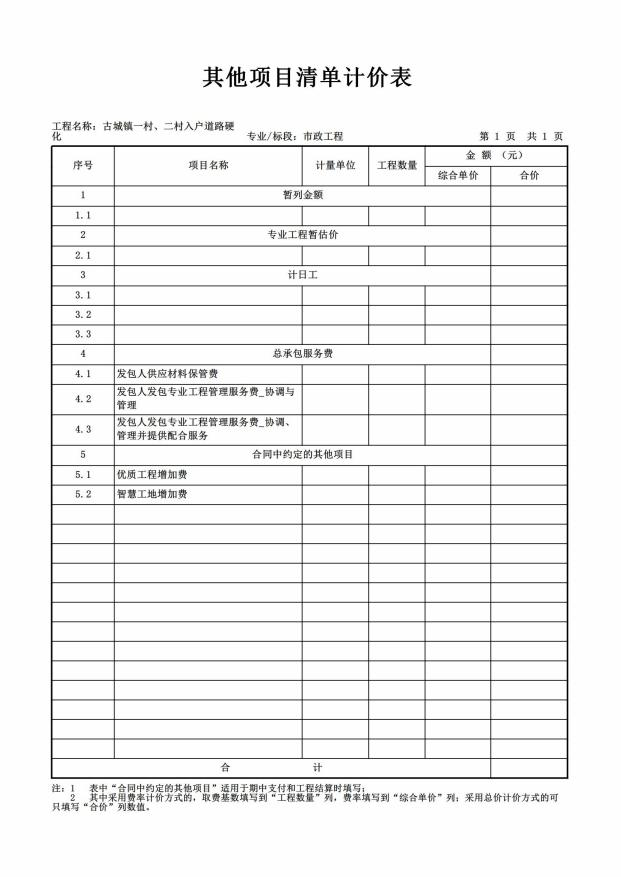 其他项目清单计价表
工程名称：古城镇一村、二村入户道路硬
化 专业/标段：市政工程 第 1 页 共 1 页
序号 项目名称 计量单位 工程数量 金 额 （元）
综合单价 合价
1 暂列金额
1.1
2 专业工程暂估价
2.1
3 计日工
3.1
3.2
3.3
4 总承包服务费
4.1 发包人供应材料保管费
4.2 发包人发包专业工程管理服务费_协调与
管理
4.3 发包人发包专业工程管理服务费_协调、
管理并提供配合服务
5 合同中约定的其他项目
5.1 优质工程增加费
5.2 智慧工地增加费
合 计
注：1 表中“合同中约定的其他项目”适用于期中支付和工程结算时填写；
2 其中采用费率计价方式的，取费基数填写到“工程数量”列，费率填写到“综合单价”列；采用总价计价方式的可
只填写“合价”列数值。